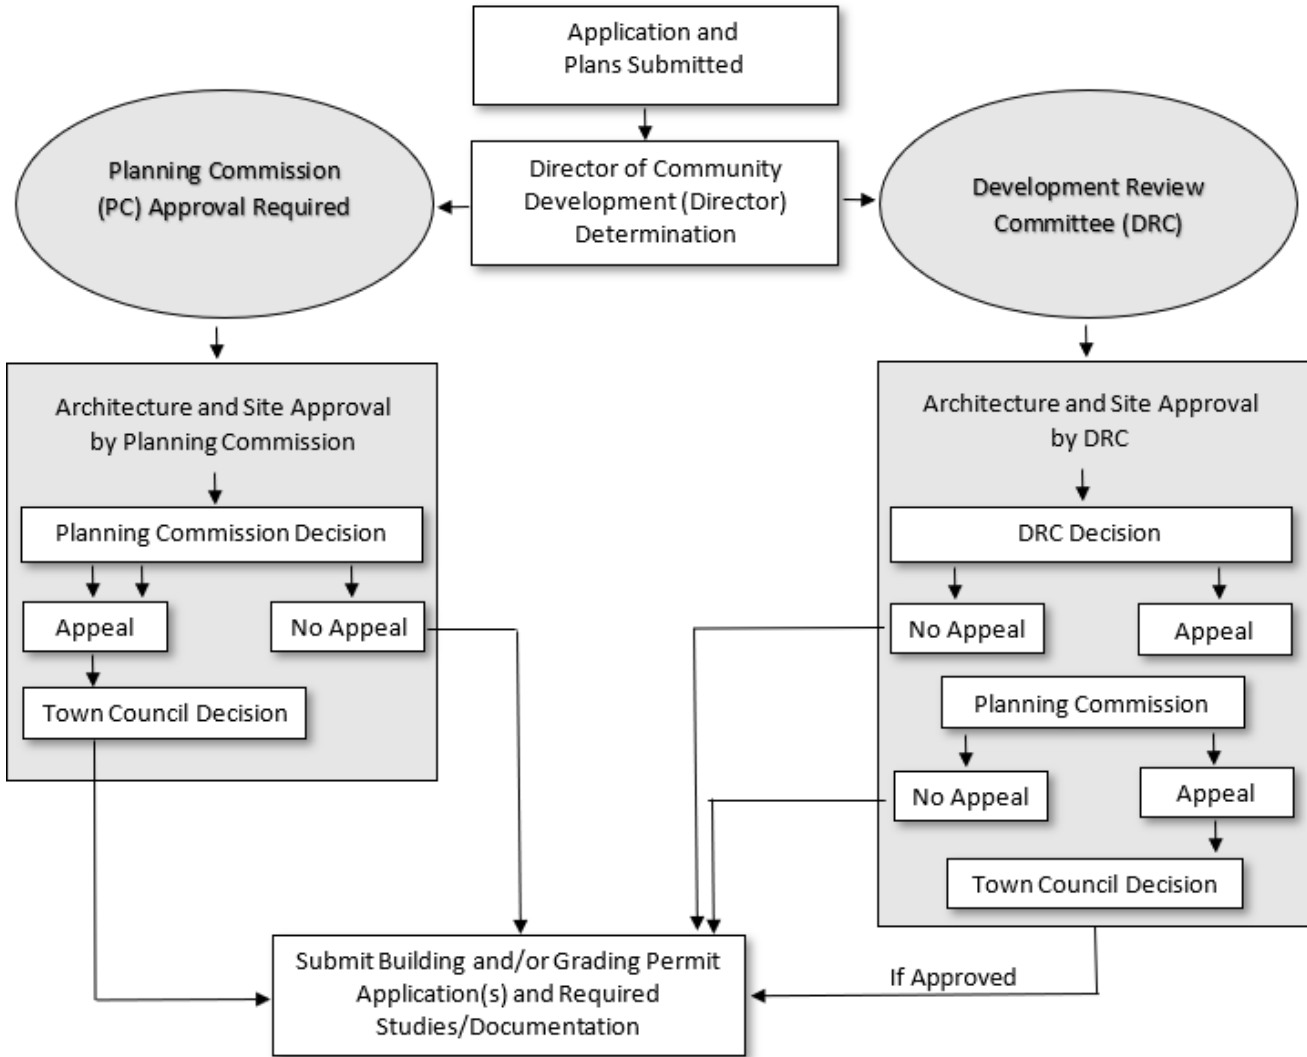 Application and
Plans Submitted
Planning Commission
(PC) Approval Required
Director of Community
Development (Director)
Determination
Development Review
Committee (DRC)
Architecture and Site Approval
by Planning Commission
Planning Commission Decision
Appeal
No Appeal
Town Council Decision
Architecture and Site Approval
by DRC
DRC Decision
No Appeal
Appeal
Planning Commission
No Appeal
Appeal
Town Council Decision
If Approved
Submit Building and/or Grading Permit
Application(s) and Required
Studies/Documentation